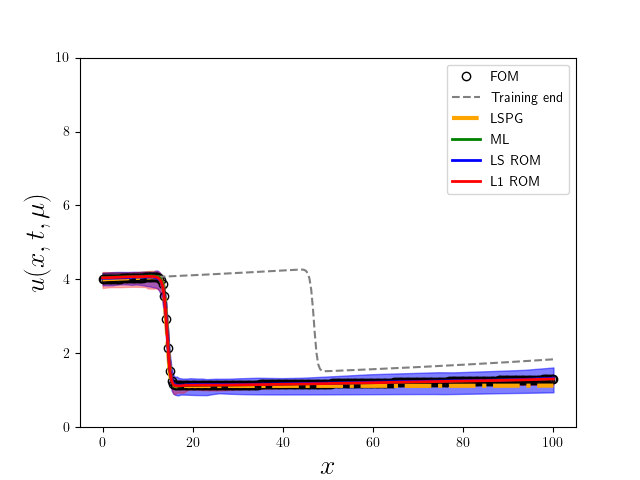 10
8
6
4
2
0
u(x, t, μ)
0 20 40 60 80 100
x
FOM
Training end
LSPG
ML
LS ROM
L1 ROM